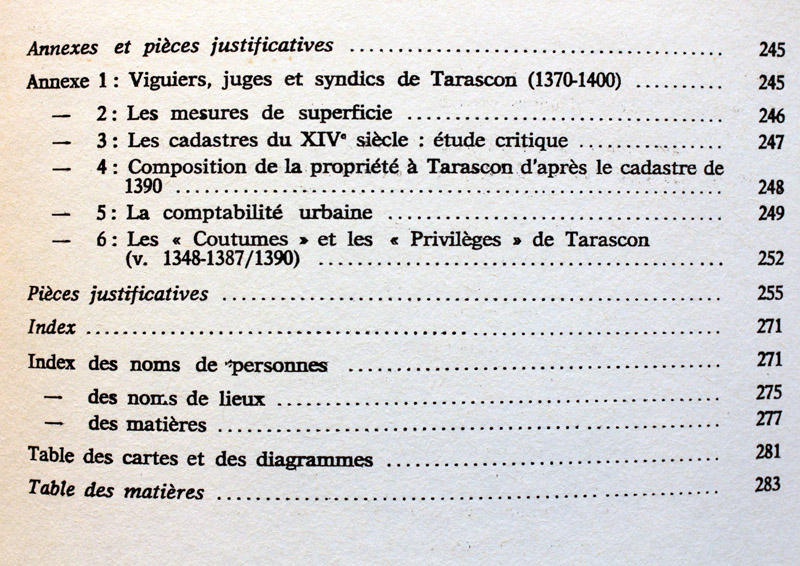 Annexes et pièces justificatives .......... 245
Annexe 1 : Viguiers, juges et syndics de Tarascon (1370-1400) .......... 245
— 2 : Les mesures de superficie .......... 246
— 3 : Les cadastres du XIVe siècle : étude critique .......... 247
— 4 : Composition de la propriété à Tarascon d'après le cadastre de
1390 .......... 248
— 5 : La comptabilité urbaine .......... 249
— 6 : Les « Coutumes » et les « Privilèges » de Tarascon
(v. 1348-1387/1390) .......... 252
Pièces justificatives .......... 255
Index .......... 271
Index des noms de personnes .......... 271
— des noms de lieux .......... 275
— des matières .......... 277
Table des cartes et des diagrammes .......... 281
Table des matières .......... 283